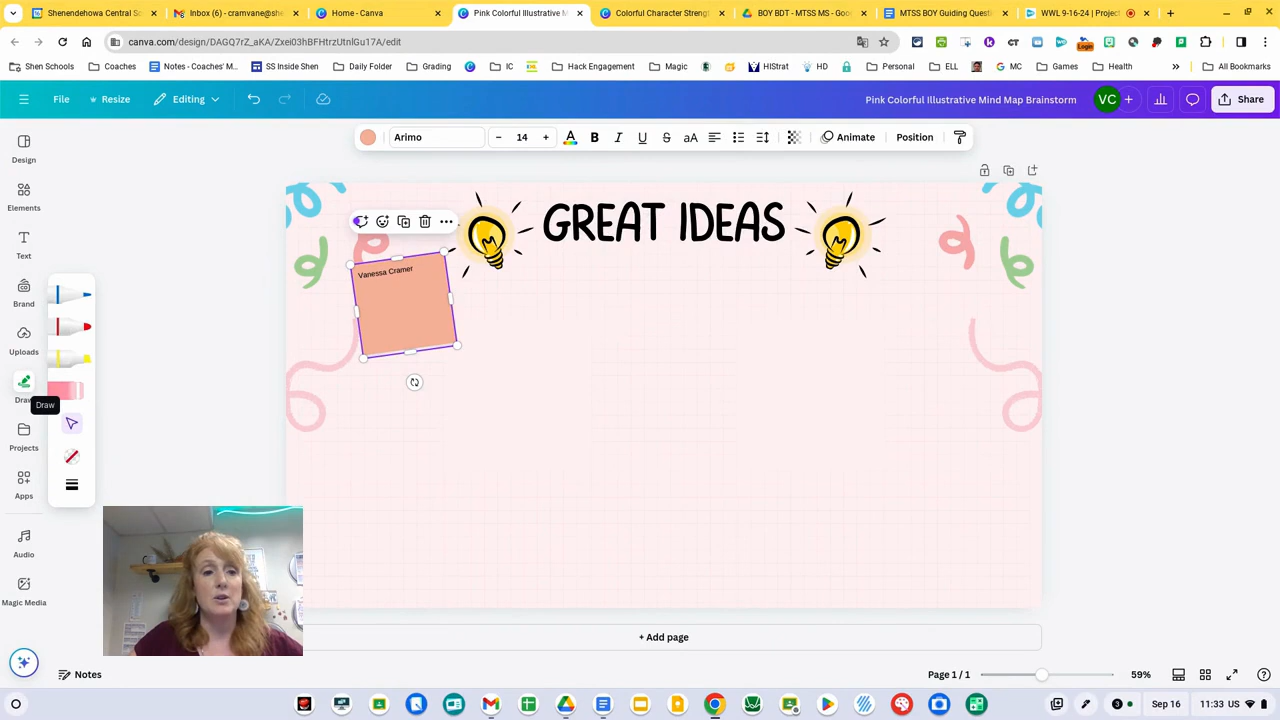 Shenendehowa Central Sc
Inbox (6) - cramvane@she
Home - Canva
Pink Colorful Illustrative M
Colorful Character Strengt
BOY BDT - MTSS MS - Goo
MTSS BOY Guiding Questi
WWL 9-16-24 | Project
canva.com/design/DAGQ7rZ_aKA/Zxei03hBFHtrzUtnlGu17A/edit
Shen Schools
Coaches
Notes - Coaches' M...
SS Inside Shen
Daily Folder
Grading
IC
Hack Engagement
Magic
HIStrat
HD
Personal
ELL
MC
Games
Health
All Bookmarks
File
Resize
Editing
Pink Colorful Illustrative Mind Map Brainstorm
VC
Share
Arimo
14
A
B
I
U
S
aA
Animate
Position
Design
Elements
Text
Brand
Uploads
Draw
Draw
Projects
Apps
Audio
Magic Media
GREAT IDEAS
Vanessa Cramer
+ Add page
Notes
Page 1 / 1
59%
3
Sep 16
11:33 US